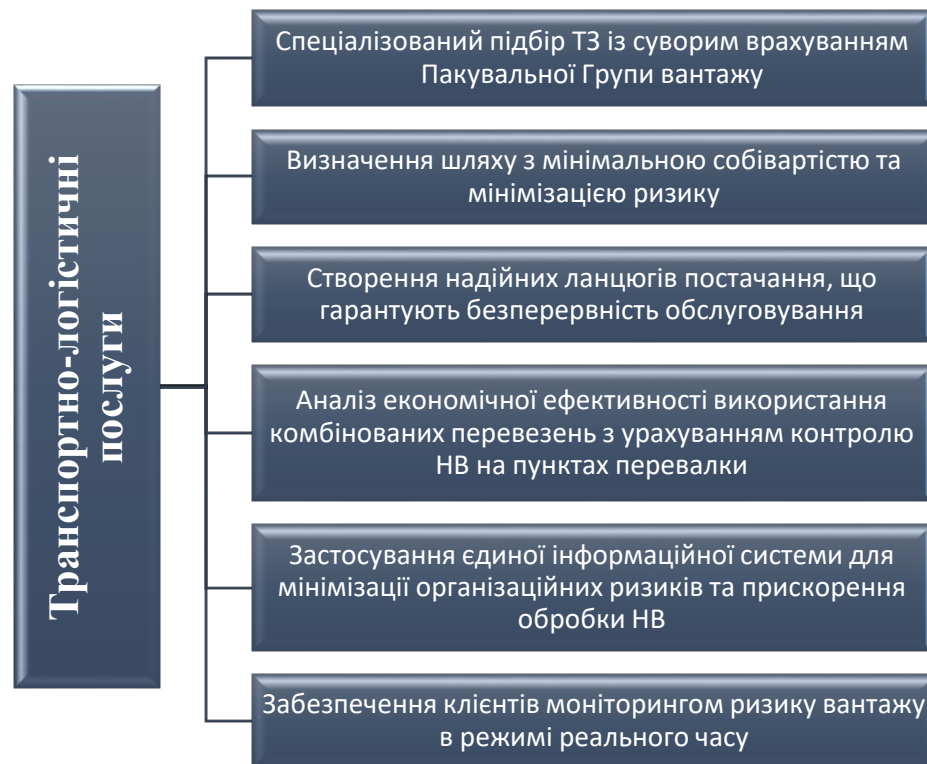 Транспортно-логістичні
послуги
Спеціалізований підбір ТЗ із суворим врахуванням
Пакувальної Групи вантажу
Визначення шляху з мінімальною собівартістю та
мінімізацією ризику
Створення надійних ланцюгів постачання, що
гарантують безперервність обслуговування
Аналіз економічної ефективності використання
комбінованих перевезень з урахуванням контролю
НВ на пунктах перевалки
Застосування єдиної інформаційної системи для
мінімізації організаційних ризиків та прискорення
обробки НВ
Забезпечення клієнтів моніторингом ризику вантажу
в режимі реального часу